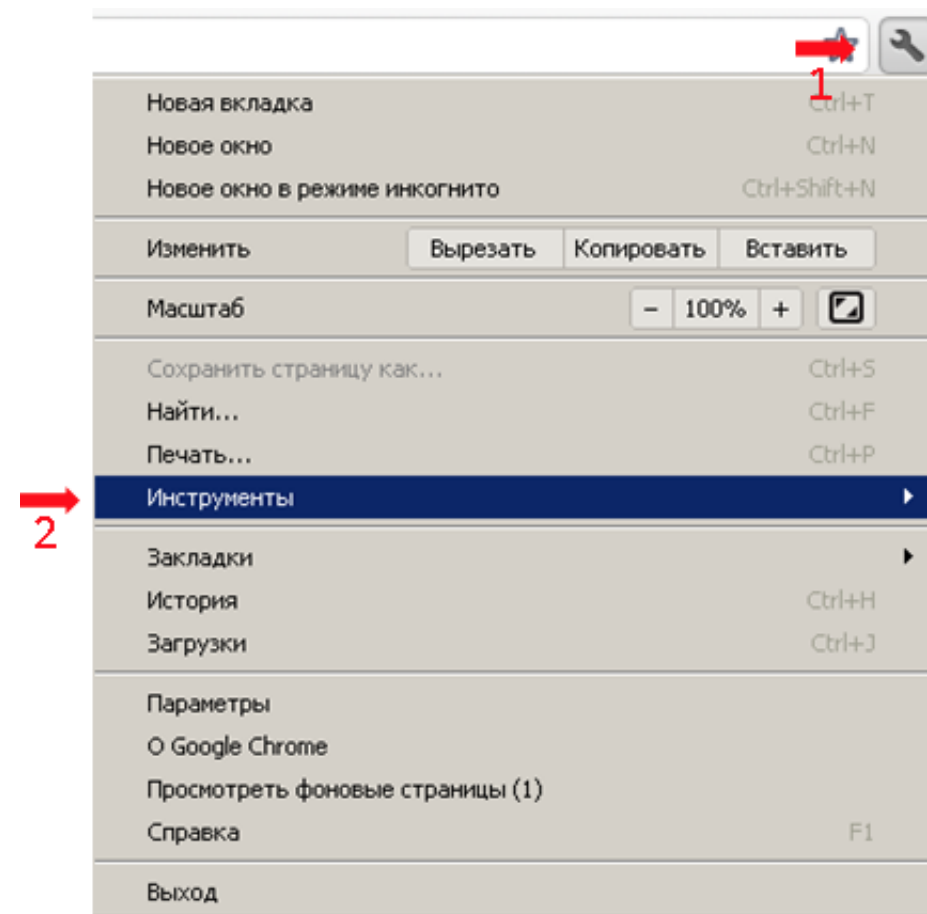 1
Новая вкладка Ctrl+T
Новое окно Ctrl+N
Новое окно в режиме инкогнито Ctrl+Shift+N
Изменить Вырезать Копировать Вставить
Масштаб - 100% +
Сохранить страницу как... Ctrl+S
Найти... Ctrl+F
Печать... Ctrl+P
Инструменты
2
Закладки
История Ctrl+H
Загрузки Ctrl+J
Параметры
О Google Chrome
Просмотреть фоновые страницы (1)
Справка F1
Выход